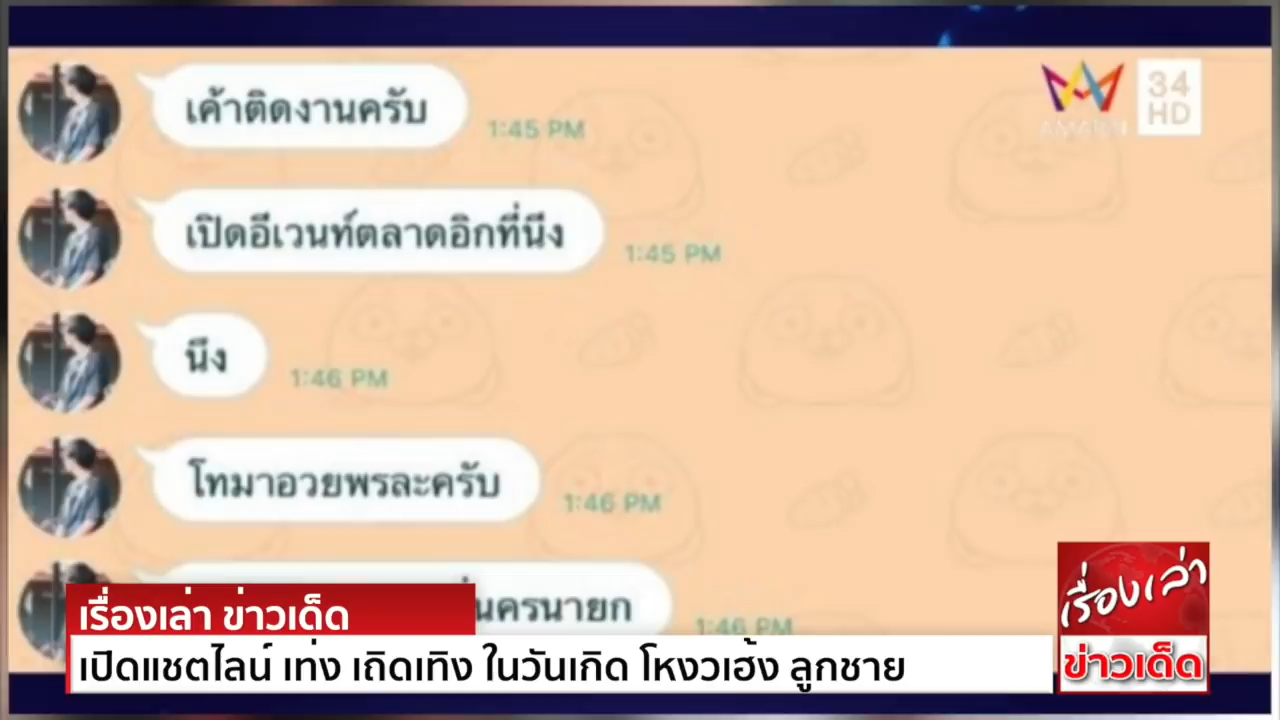 เค้าติดงานครับ
1:45 PM
AMARIN
34
HD
เปิดอีเวนท์ตลาดอิกที่นึง
1:45 PM
นึง
1:46 PM
โทมาอวยพรละครับ
1:46 PM
นครนายก
1:46 PM
เรื่องเล่า ข่าวเด็ด
เปิดแชตไลน์ เท่ง เถิดเทิง ในวันเกิด โหงวเฮ้ง ลูกชาย
เรื่องเล่า
ข่าวเด็ด